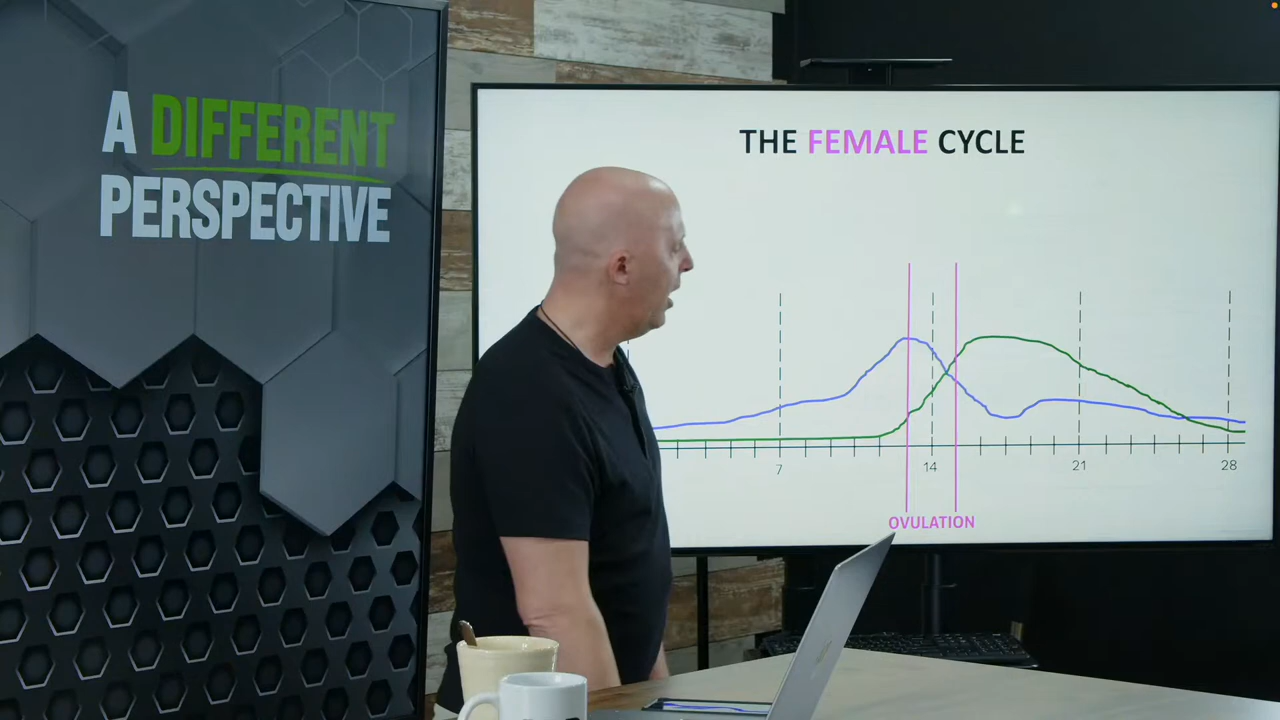 A DIFFERENT
PERSPECTIVE
THE FEMALE CYCLE
7
14
21
28
OVULATION